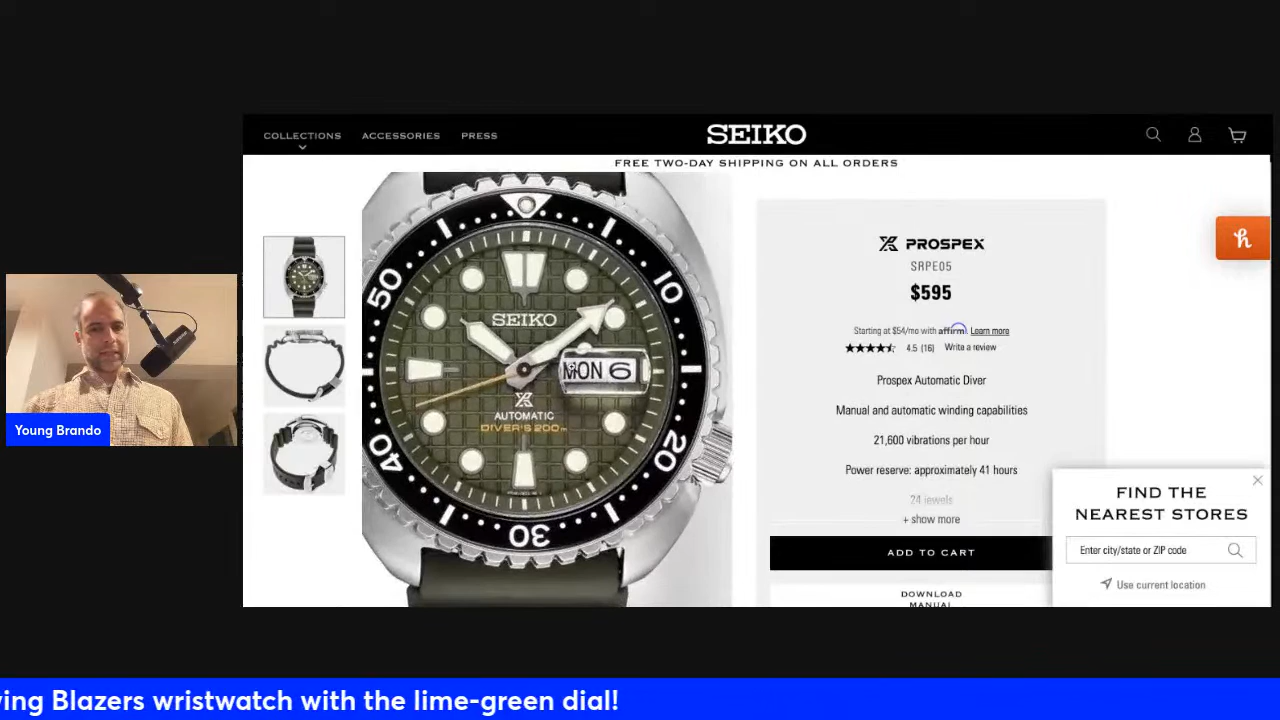 COLLECTIONS ACCESSORIES PRESS
SEIKO
FREE TWO-DAY SHIPPING ON ALL ORDERS
50
10
SEIKO
MON 6
AUTOMATIC
DIVER'S 200m
40
20
30
PROSPEX
SRPE05
$595
Starting at $54/mo with affirm. Learn more
4.5 (16) Write a review
Prospex Automatic Diver
Manual and automatic winding capabilities
21,600 vibrations per hour
Power reserve: approximately 41 hours
24 jewels
+ show more
ADD TO CART
DOWNLOAD
MANUAL
FIND THE
NEAREST STORES
Enter city/state or ZIP code
Use current location
h
Young Brando
ing Blazers wristwatch with the lime-green dial!